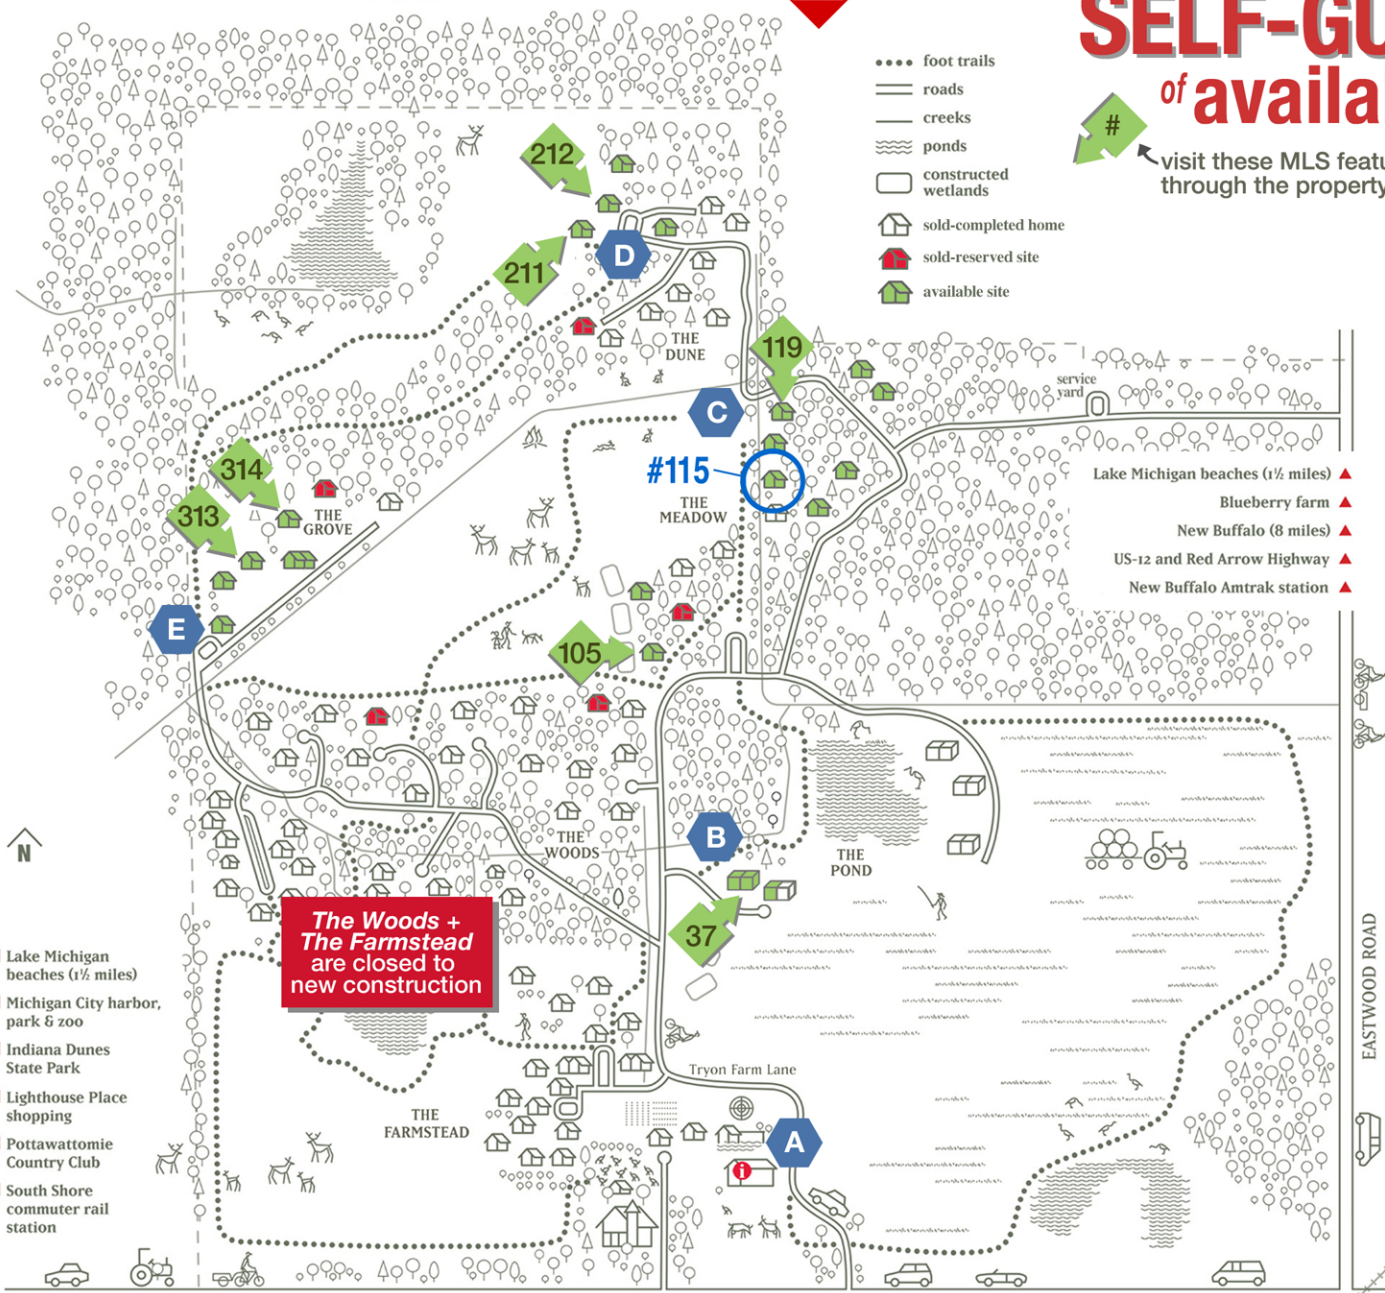 SELF-GU
of availa
#
visit these MLS featu
through the property
foot trails
roads
creeks
ponds
constructed
wetlands
sold-completed home
sold-reserved site
available site
212
D
211
THE
DUNE
119
service
yard
C
#115
THE
MEADOW
314
313
THE
GROVE
Lake Michigan beaches (1½ miles)
Blueberry farm
New Buffalo (8 miles)
US-12 and Red Arrow Highway
New Buffalo Amtrak station
E
105
THE
WOODS
B
THE
POND
N
37
The Woods +
The Farmstead
are closed to
new construction
EASTWOOD ROAD
Lake Michigan
beaches (1½ miles)
Michigan City harbor,
park & zoo
Indiana Dunes
State Park
Lighthouse Place
shopping
Pottawattomie
Country Club
South Shore
commuter rail
station
Tryon Farm Lane
THE
FARMSTEAD
A
i